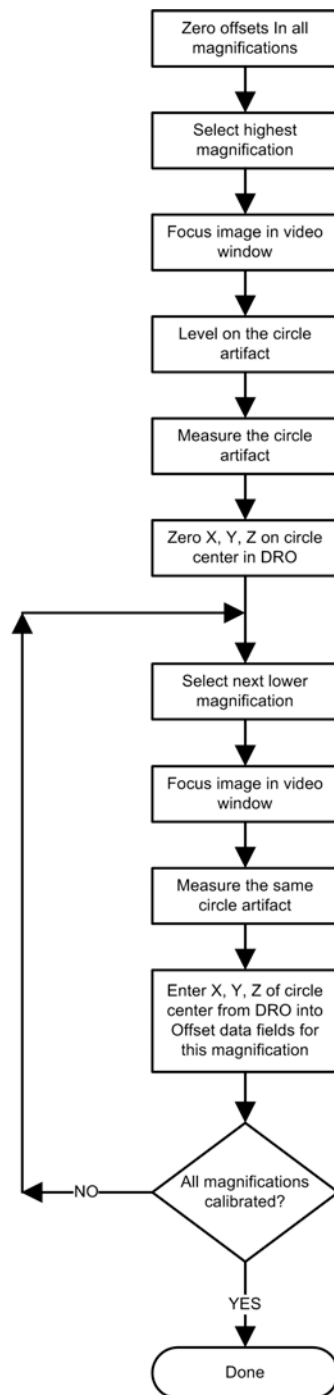 Zero offsets In all
magnifications
Select highest
magnification
Focus image in video
window
Level on the circle
artifact
Measure the circle
artifact
Zero X, Y, Z on circle
center in DRO
Select next lower
magnification
Focus image in video
window
Measure the same
circle artifact
Enter X, Y, Z of circle
center from DRO into
Offset data fields for
this magnification
All magnifications
calibrated?
NO
YES
Done